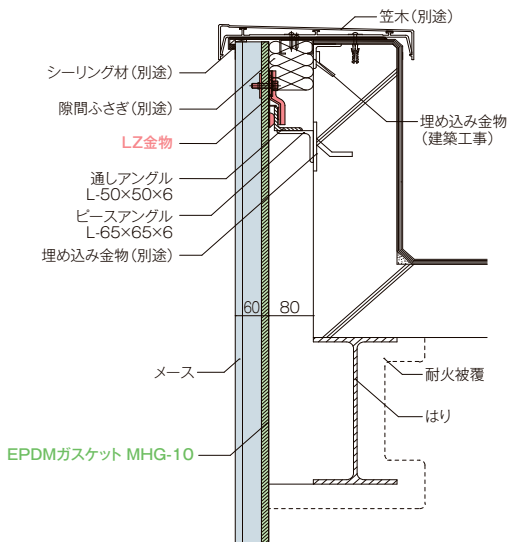 笠木(別途)
シーリング材(別途)
隙間ふさぎ(別途)
LZ金物
埋め込み金物
(建築工事)
通しアングル
L-50×50×6
ピースアングル
L-65×65×6
埋め込み金物(別途)
60
80
メース
耐火被覆
はり
EPDMガスケット MHG-10